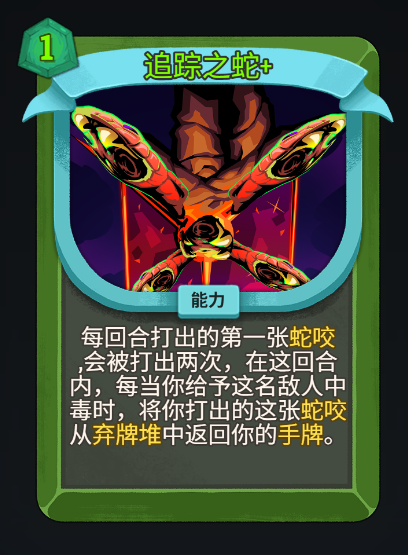 1
追踪之蛇+
能力
每回合打出的第一张蛇咬
,会被打出两次，在这回合
内，每当你给予这名敌人中
毒时，将你打出的这张蛇咬
从弃牌堆中返回你的手牌。